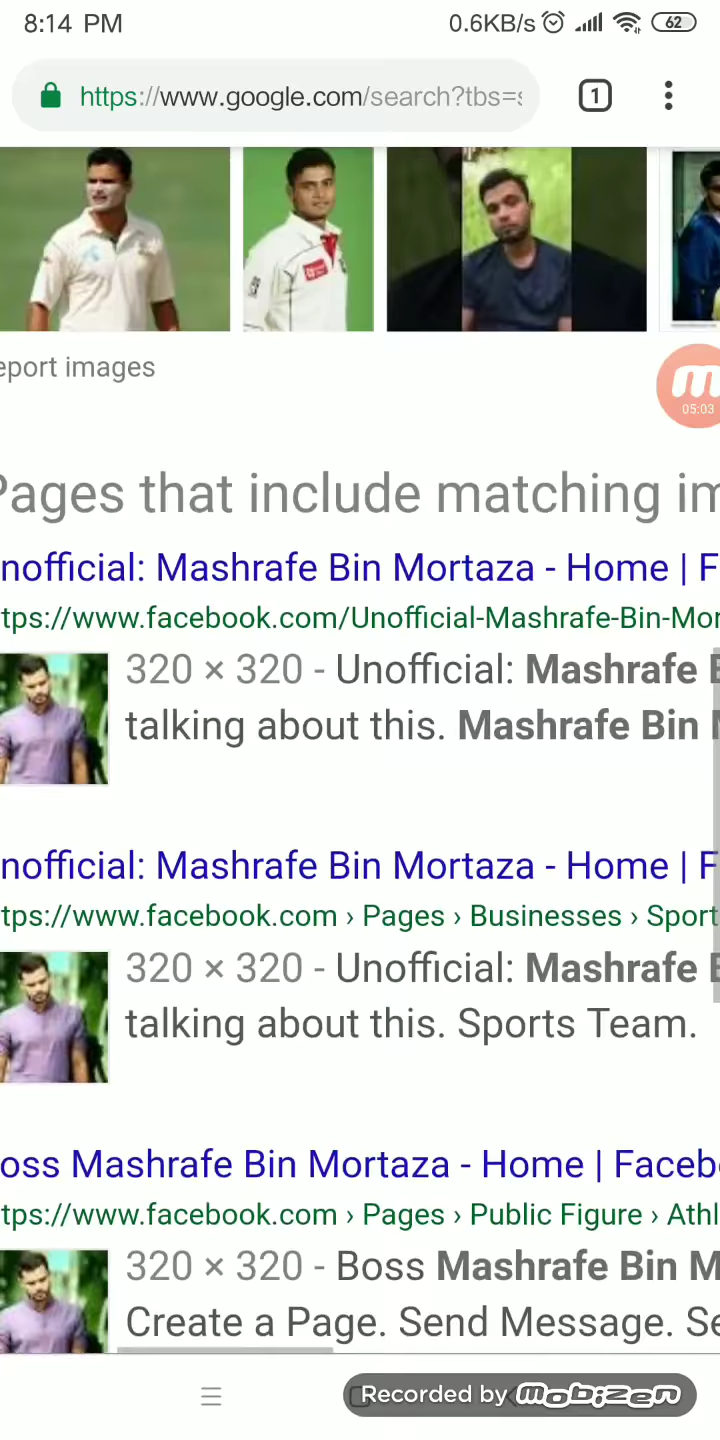 8:14 PM
0.6KB/s
62
https://www.google.com/search?tbs=s
1
eport images
m
05:03
Pages that include matching im
nofficial: Mashrafe Bin Mortaza - Home | F
tps://www.facebook.com/Unofficial-Mashrafe-Bin-Mor
320 × 320 - Unofficial: Mashrafe B
talking about this. Mashrafe Bin M
nofficial: Mashrafe Bin Mortaza - Home | F
tps://www.facebook.com › Pages › Businesses › Sport
320 × 320 - Unofficial: Mashrafe B
talking about this. Sports Team.
oss Mashrafe Bin Mortaza - Home | Faceb
tps://www.facebook.com › Pages › Public Figure › Athl
320 × 320 - Boss Mashrafe Bin M
Create a Page. Send Message. Se
Recorded by mobizen